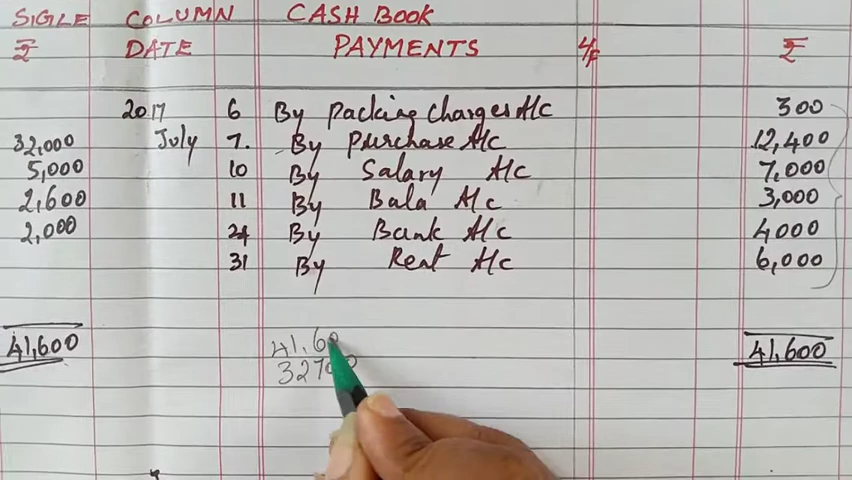 SIGLE COLUMN CASH BOOK
₹ DATE PAYMENTS L/F ₹
2017 6 By Packing Charges A/c 300
32,000 July 7. By Purchase A/c 12,400
5,000 10 By Salary A/c 7,000
2,600 11 By Bala A/c 3,000
2,000 24 By Bank A/c 4000
31 By Rent A/c 6,000
41,600 41,60 41,600
32700